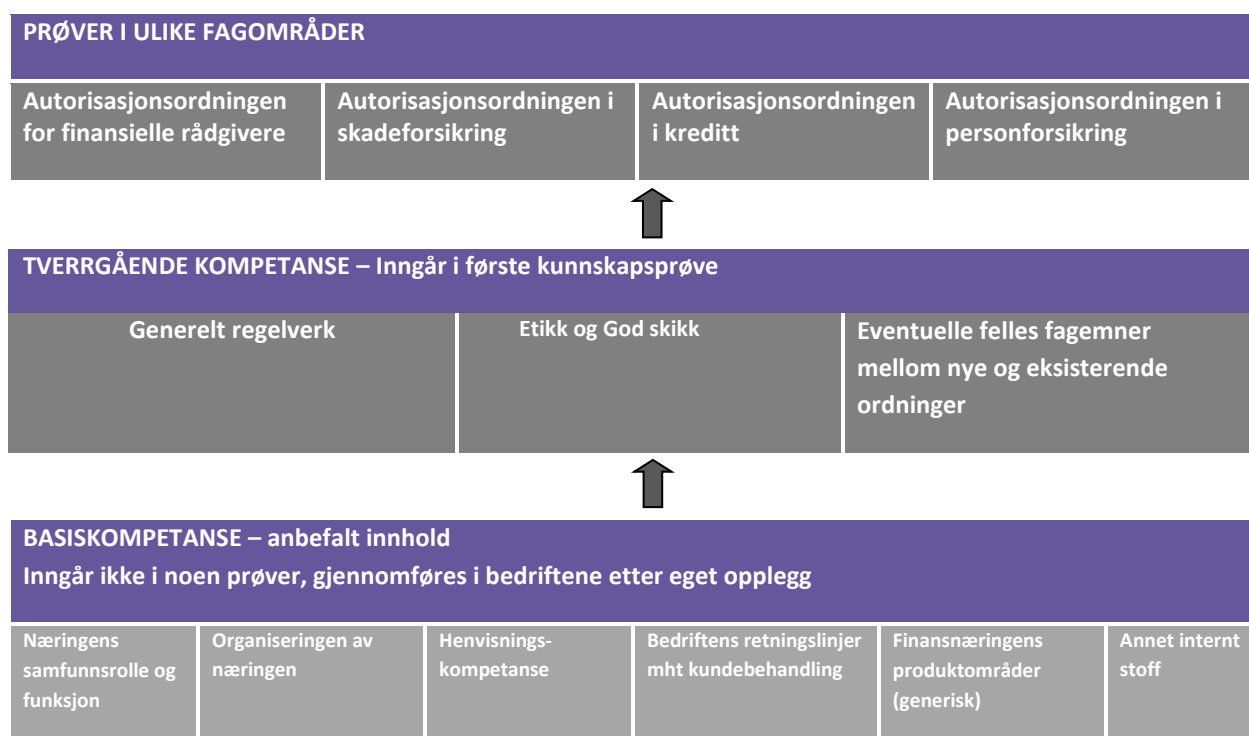 PRØVER I ULIKE FAGOMRÅDER
Autorisasjonsordningen
for finansielle rådgivere
Autorisasjonsordningen i
skadeforsikring
Autorisasjonsordningen
i kreditt
Autorisasjonsordningen i
personforsikring
TVERRGÅENDE KOMPETANSE – Inngår i første kunnskapsprøve
Generelt regelverk
Etikk og God skikk
Eventuelle felles fagemner
mellom nye og eksisterende
ordninger
BASISKOMPETANSE – anbefalt innhold
Inngår ikke i noen prøver, gjennomføres i bedriftene etter eget opplegg
Næringens
samfunnsrolle og
funksjon
Organiseringen av
næringen
Henvisnings-
kompetanse
Bedriftens retningslinjer
mht kundebehandling
Finansnæringens
produktområder
(generisk)
Annet internt
stoff